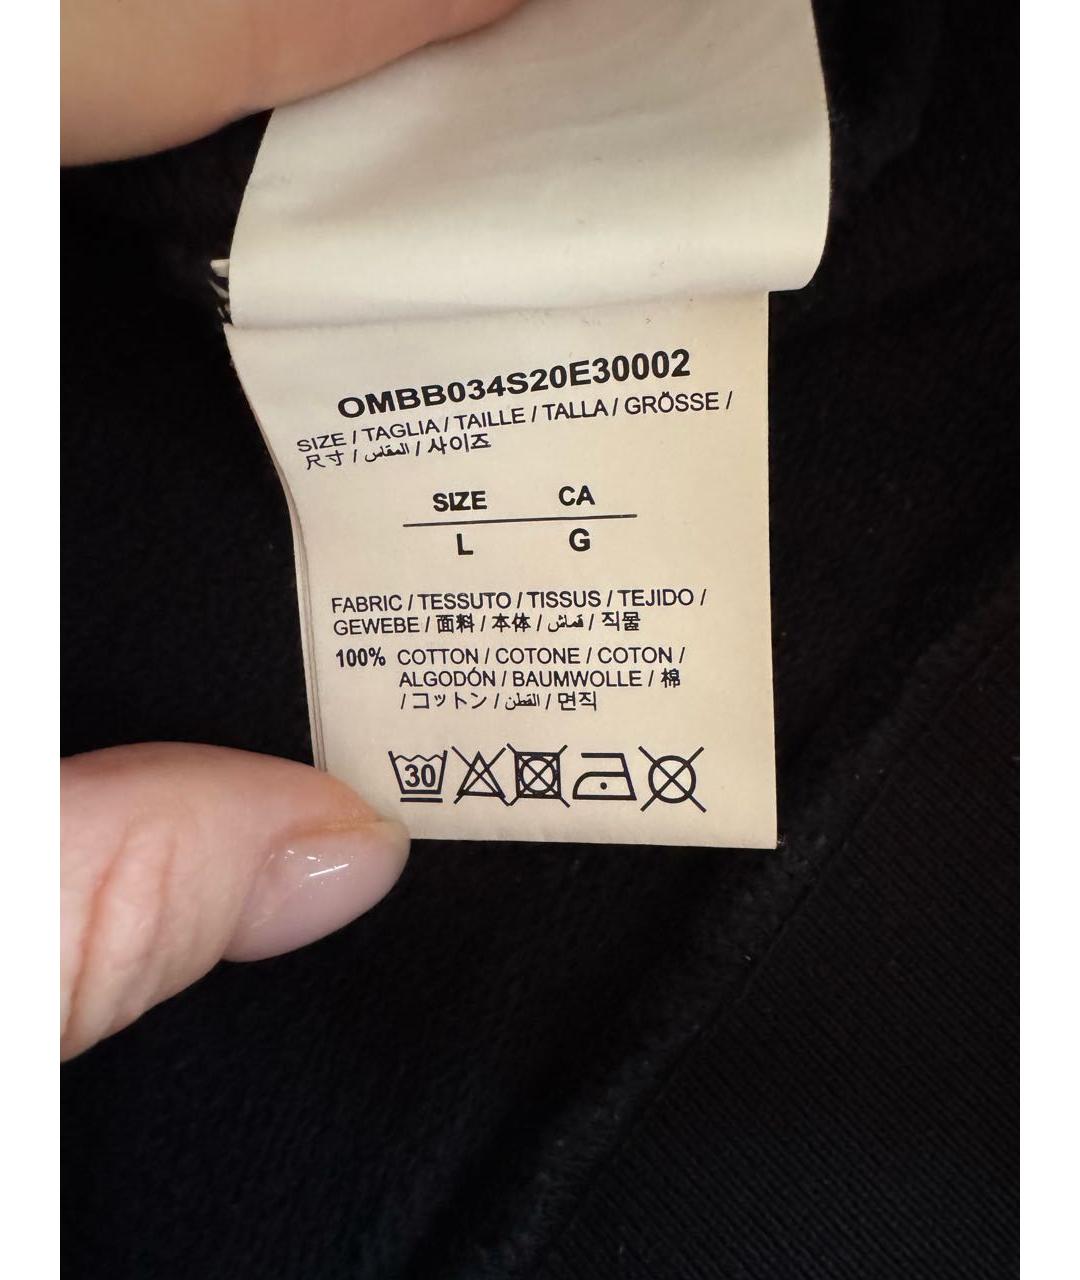 OMBB034S20E30002
SIZE / TAGLIA / TAILLE / TALLA / GRÖSSE /
尺寸 / المقاس / 사이즈
SIZE CA
L G
FABRIC / TESSUTO / TISSUS / TEJIDO /
GEWEBE / 面料 / 本体 / قماش / 직물
100% COTTON / COTONE / COTON /
ALGODÓN / BAUMWOLLE / 棉
/ コットン / القطن / 면직
30